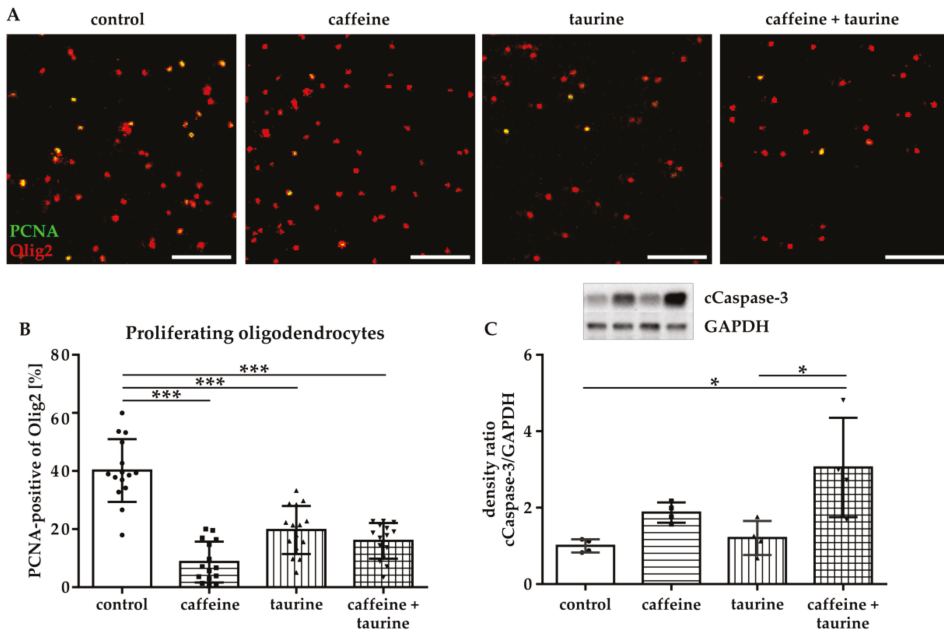 A
control
caffeine
taurine
caffeine + taurine
PCNA
Olig2
cCaspase-3
GAPDH
B
Proliferating oligodendrocytes
PCNA-positive of Olig2 [%]
80
60
40
20
0
***
***
***
control
caffeine
taurine
caffeine +
taurine
C
density ratio
cCaspase-3/GAPDH
6
4
2
0
*
*
control
caffeine
taurine
caffeine +
taurine